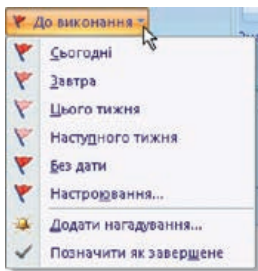 До виконання
Сьогодні
Завтра
Цього тижня
Наступного тижня
Без дати
Настроювання...
Додати нагадування...
Позначити як завершене